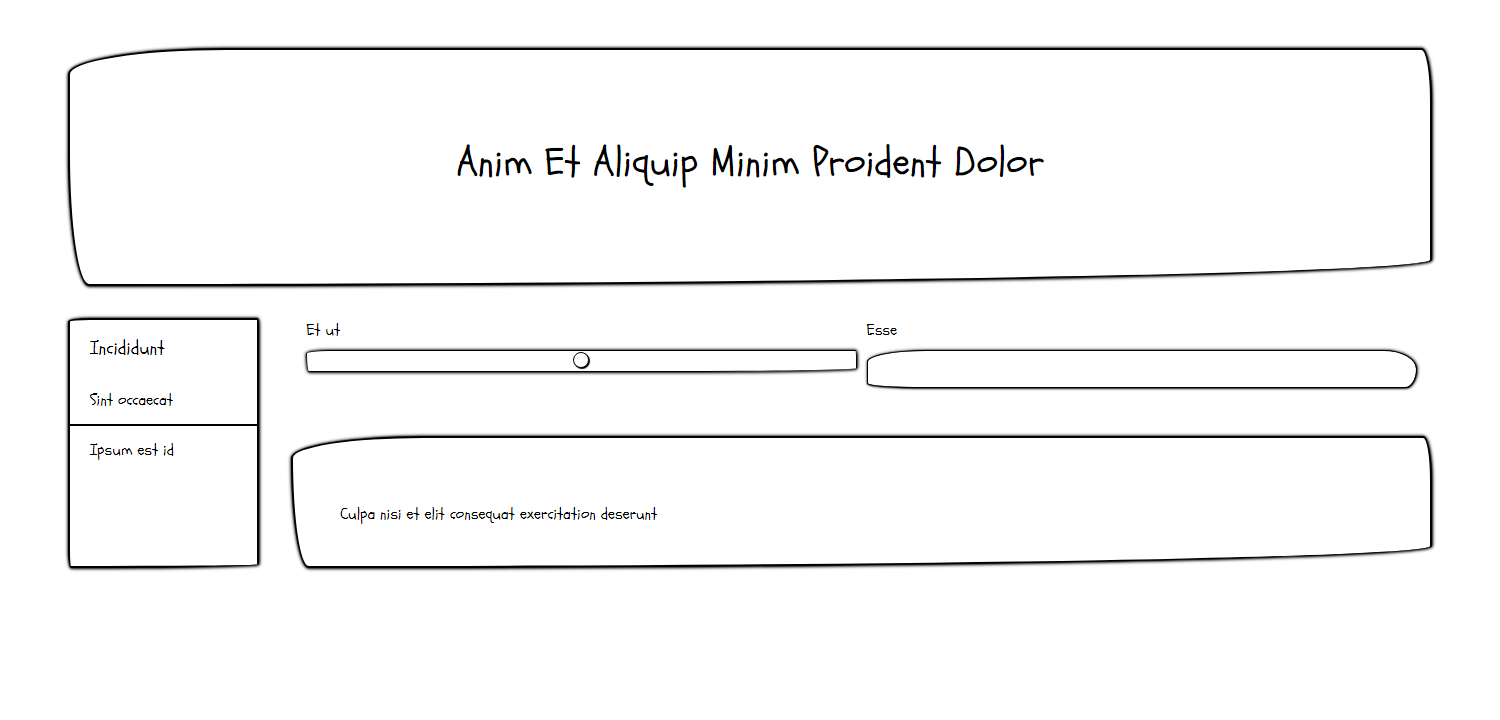 Anim Et Aliquip Minim Proident Dolor
Incididunt
Sint occaecat
Ipsum est id
Et ut
Esse
Culpa nisi et elit consequat exercitation deserunt